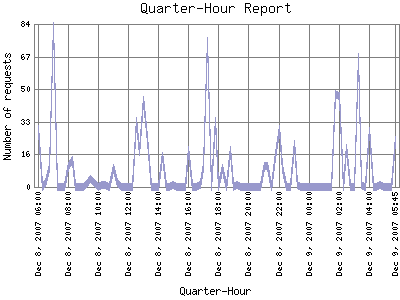 Quarter-Hour Report
Number of requests
84
67
50
33
16
0
Dec 8, 2007 06:00
Dec 8, 2007 08:00
Dec 8, 2007 10:00
Dec 8, 2007 12:00
Dec 8, 2007 14:00
Dec 8, 2007 16:00
Dec 8, 2007 18:00
Dec 8, 2007 20:00
Dec 8, 2007 22:00
Dec 9, 2007 00:00
Dec 9, 2007 02:00
Dec 9, 2007 04:00
Dec 9, 2007 05:45
Quarter-Hour